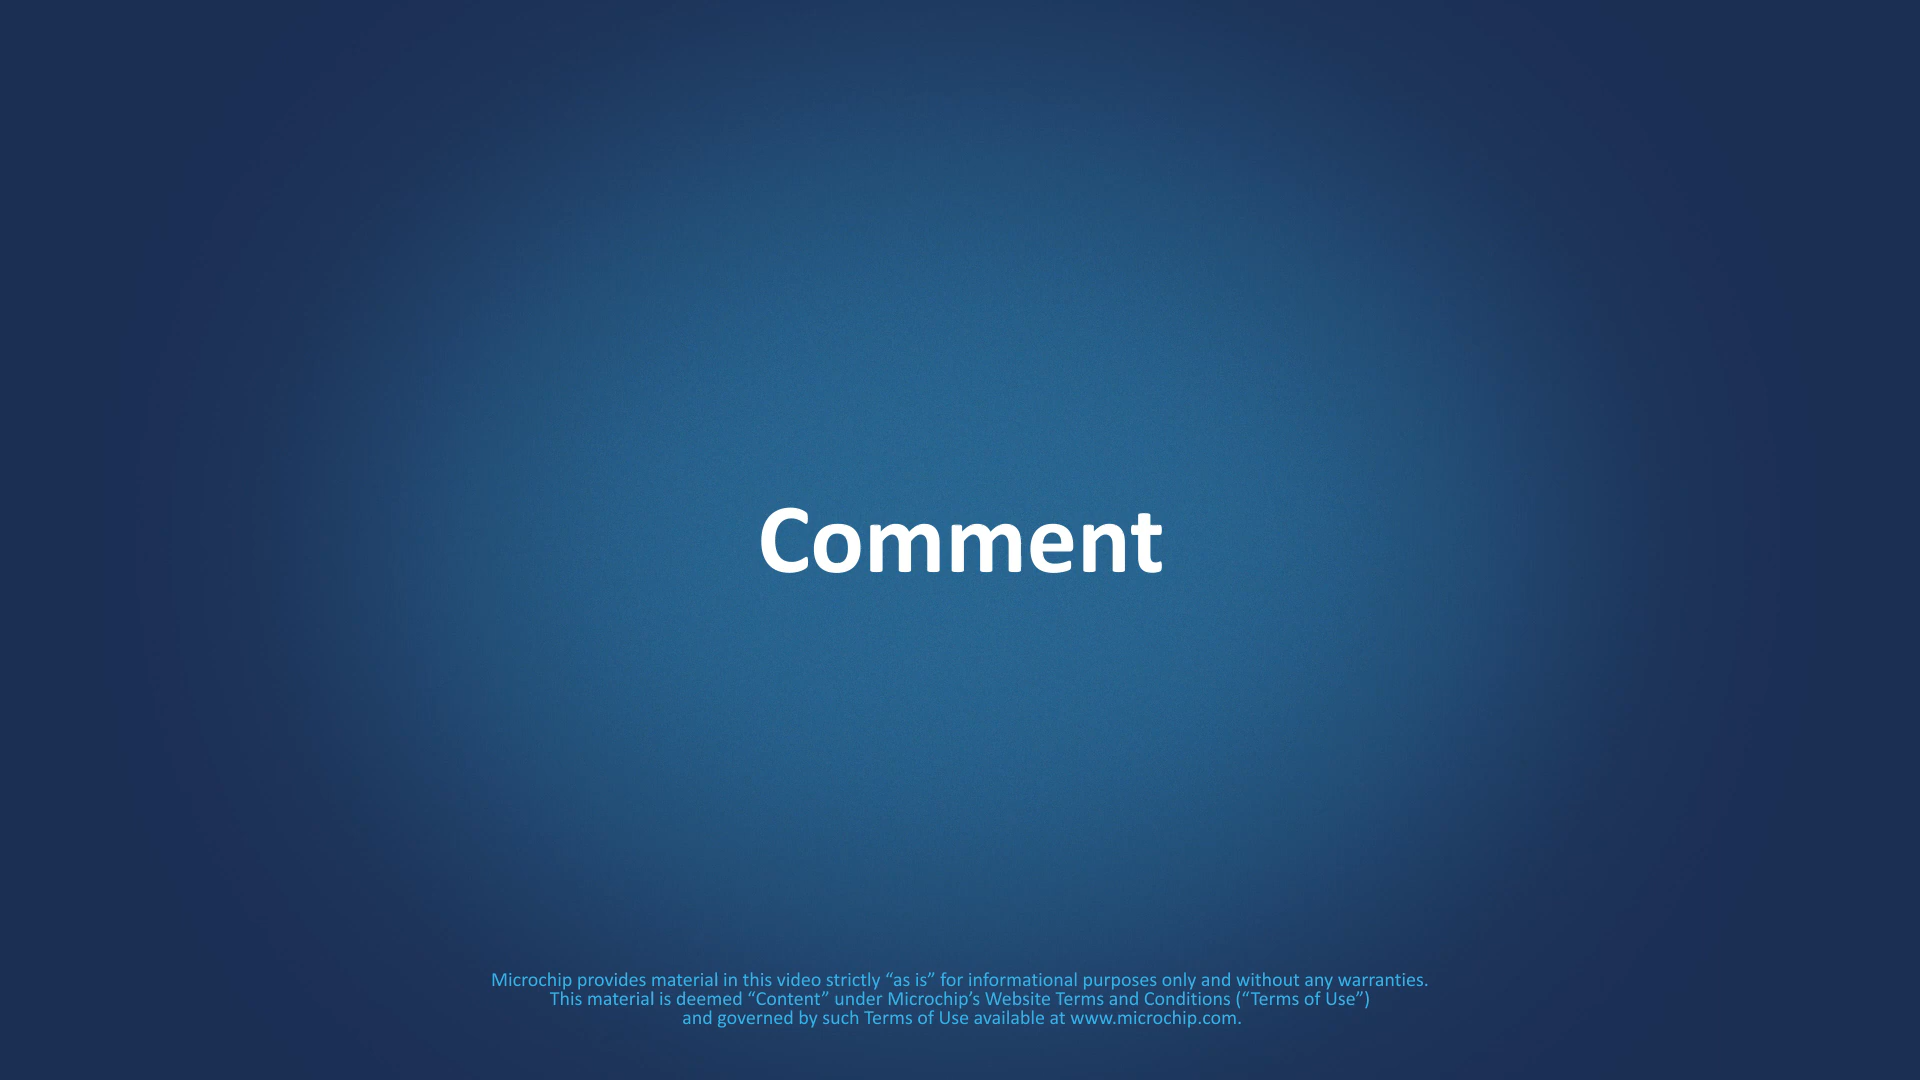 Comment
Microchip provides material in this video strictly “as is” for informational purposes only and without any warranties.
This material is deemed “Content” under Microchip’s Website Terms and Conditions (“Terms of Use”)
and governed by such Terms of Use available at www.microchip.com.